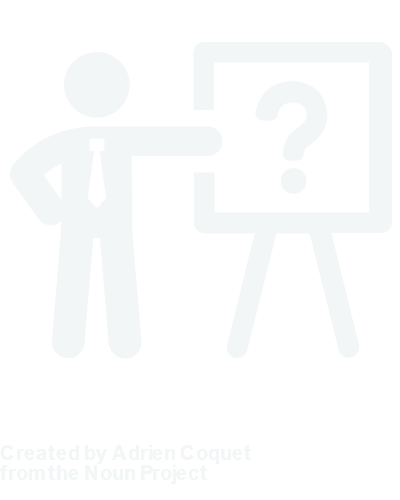 ?
Created by Adrien Coquet
from the Noun Project